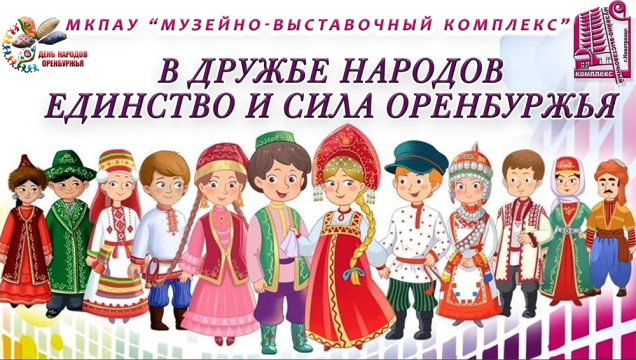 МКПАУ “МУЗЕЙНО-ВЫСТАВОЧНЫЙ КОМПЛЕКС”
ДЕНЬ НАРОДОВ
ОРЕНБУРЖЬЯ
КОМПЛЕКС
В ДРУЖБЕ НАРОДОВ
ЕДИНСТВО И СИЛА ОРЕНБУРЖЬЯ